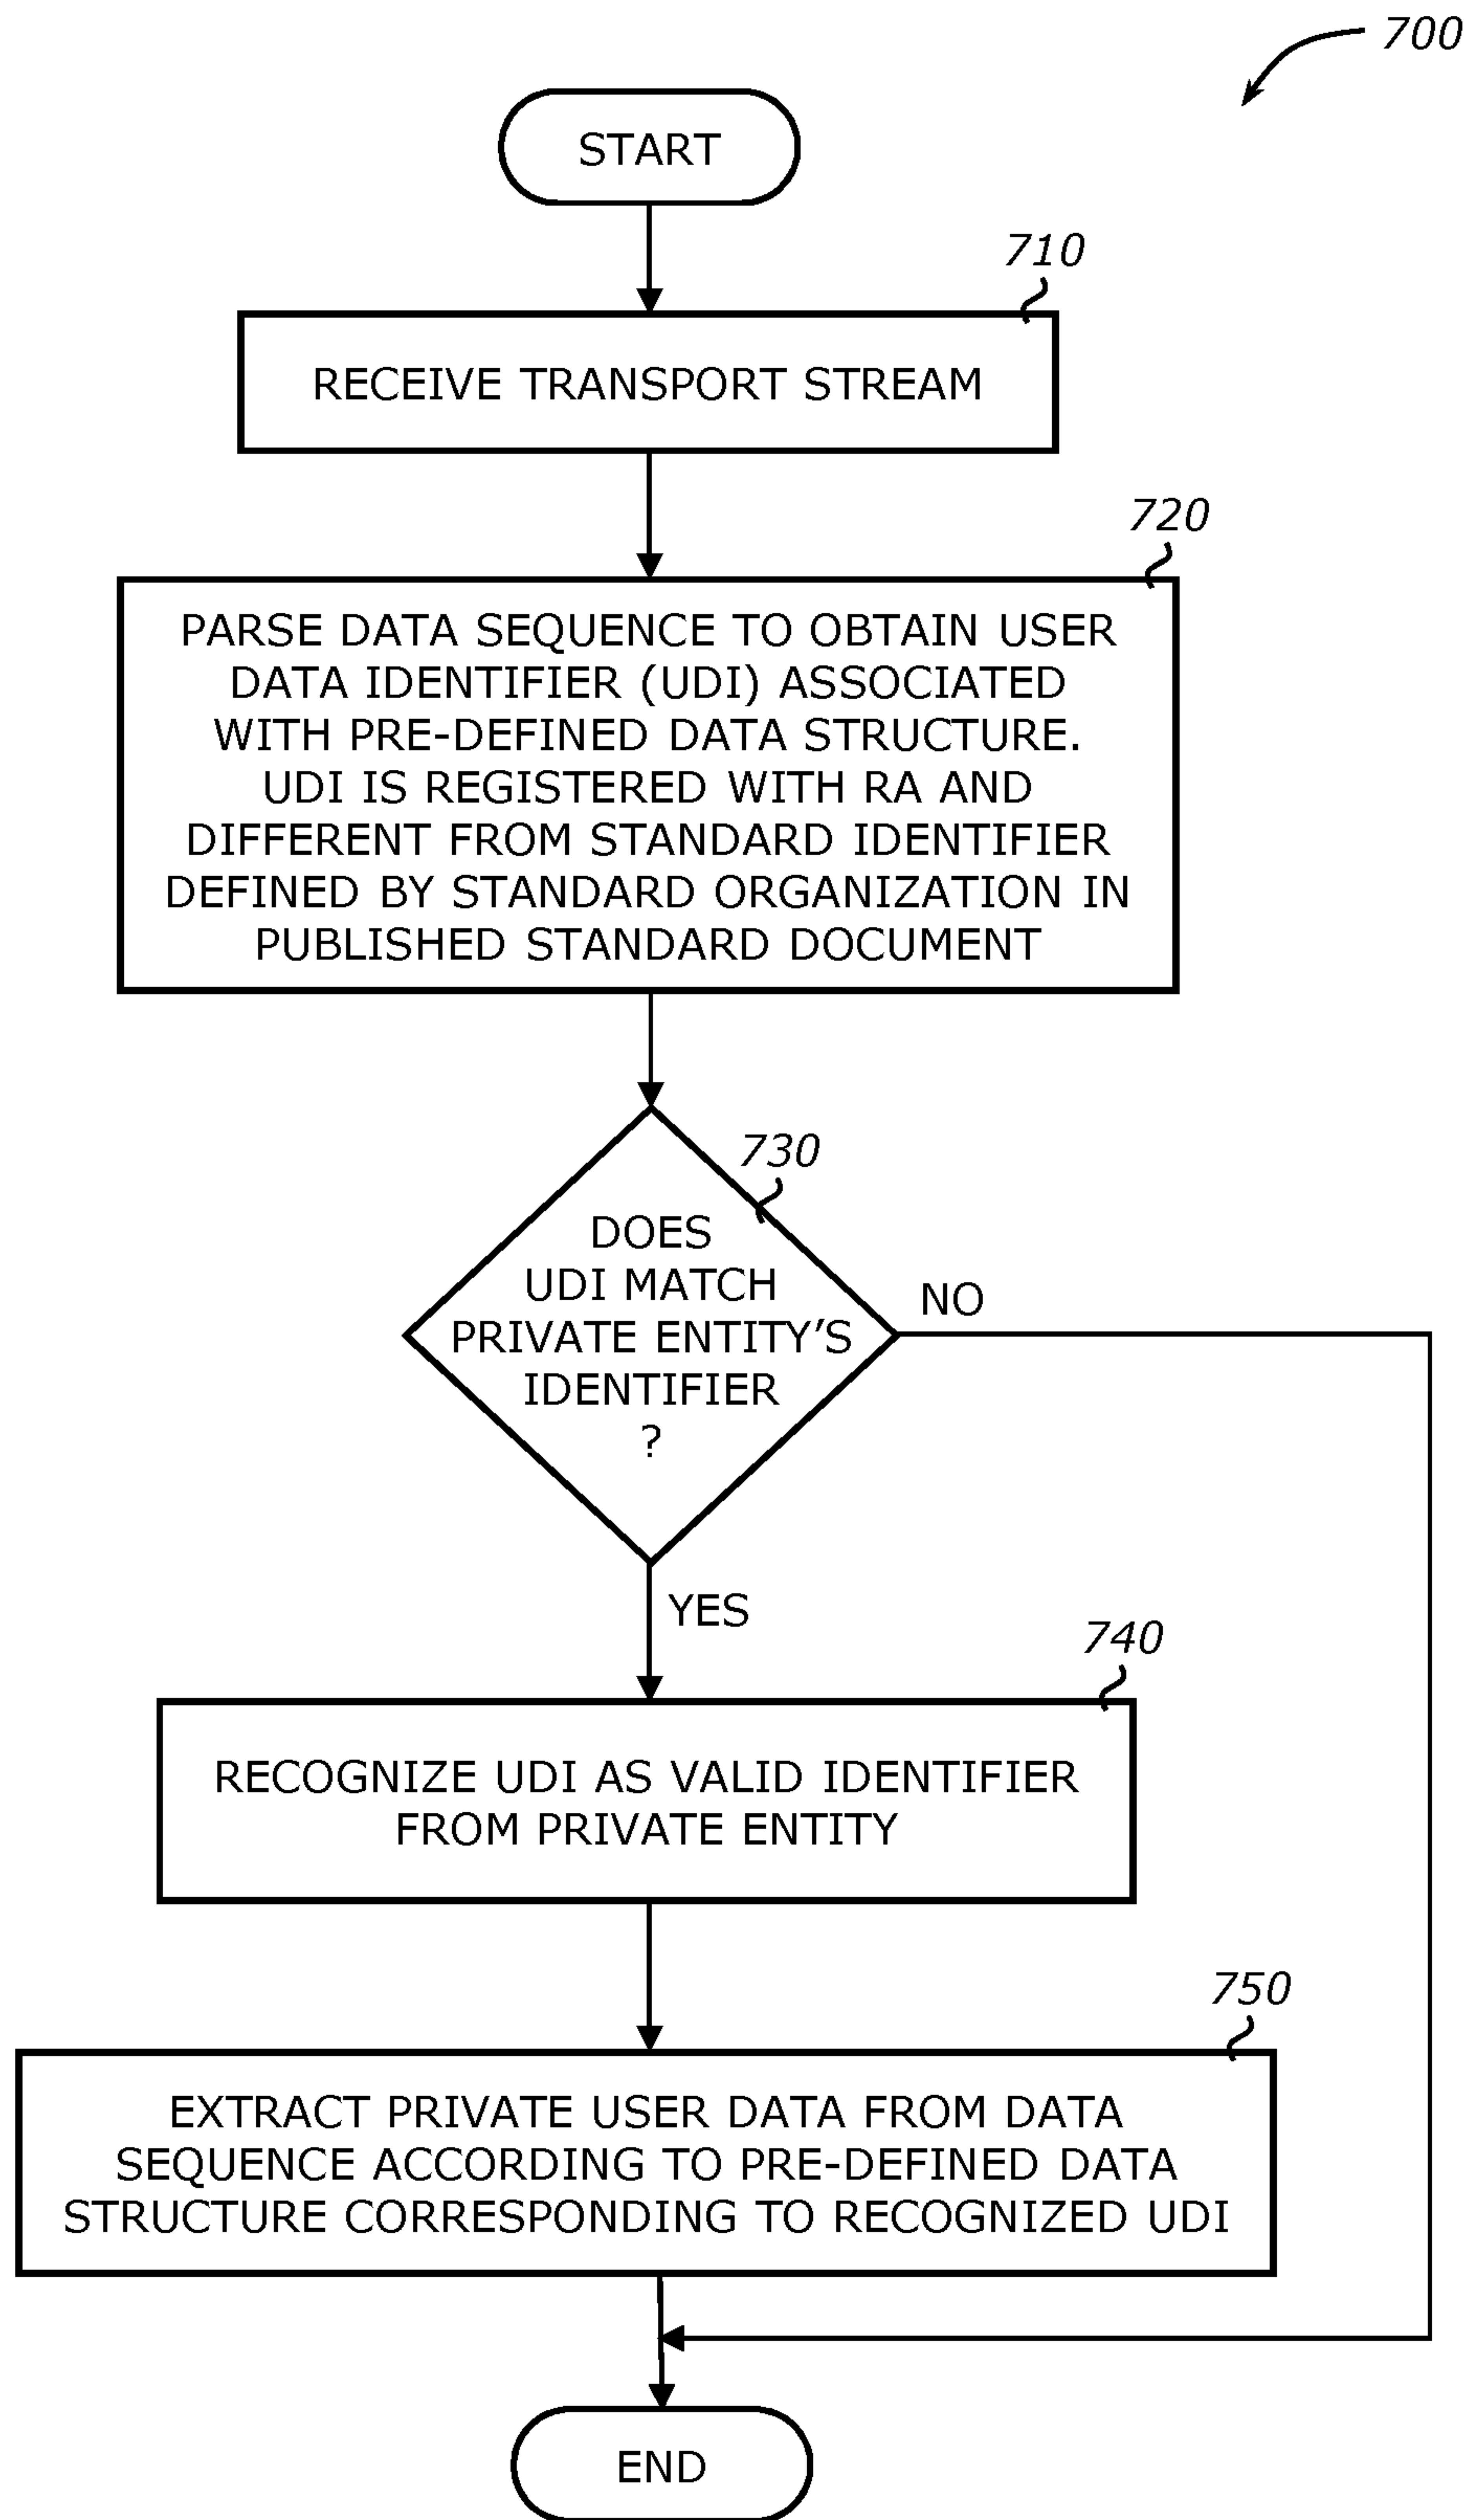 700
START
710
RECEIVE TRANSPORT STREAM
720
PARSE DATA SEQUENCE TO OBTAIN USER
DATA IDENTIFIER (UDI) ASSOCIATED
WITH PRE-DEFINED DATA STRUCTURE.
UDI IS REGISTERED WITH RA AND
DIFFERENT FROM STANDARD IDENTIFIER
DEFINED BY STANDARD ORGANIZATION IN
PUBLISHED STANDARD DOCUMENT
730
DOES
UDI MATCH
PRIVATE ENTITY'S
IDENTIFIER
?
NO
YES
740
RECOGNIZE UDI AS VALID IDENTIFIER
FROM PRIVATE ENTITY
750
EXTRACT PRIVATE USER DATA FROM DATA
SEQUENCE ACCORDING TO PRE-DEFINED DATA
STRUCTURE CORRESPONDING TO RECOGNIZED UDI
END